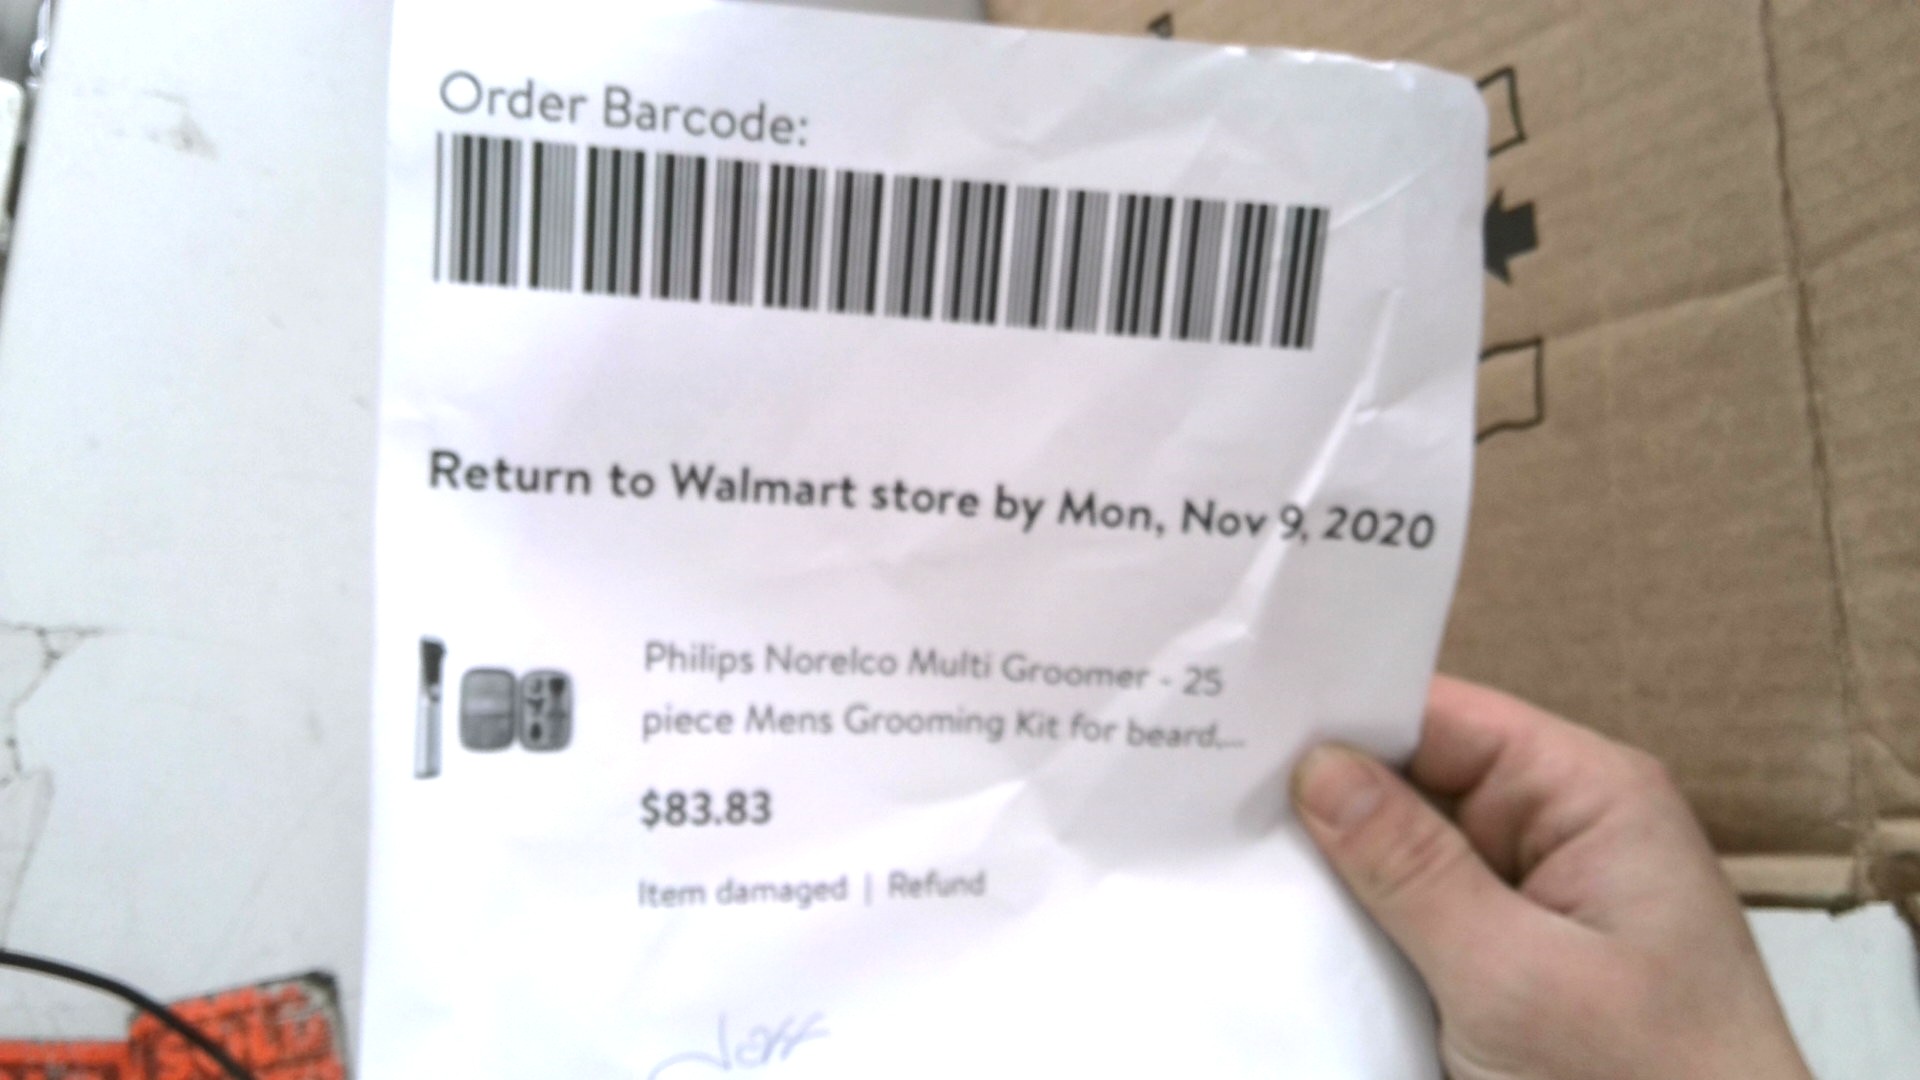 Order Barcode:
Return to Walmart store by Mon, Nov 9, 2020
Philips Norelco Multi Groomer - 25
piece Mens Grooming Kit for beard,...
$83.83
Item damaged | Refund
Jeff